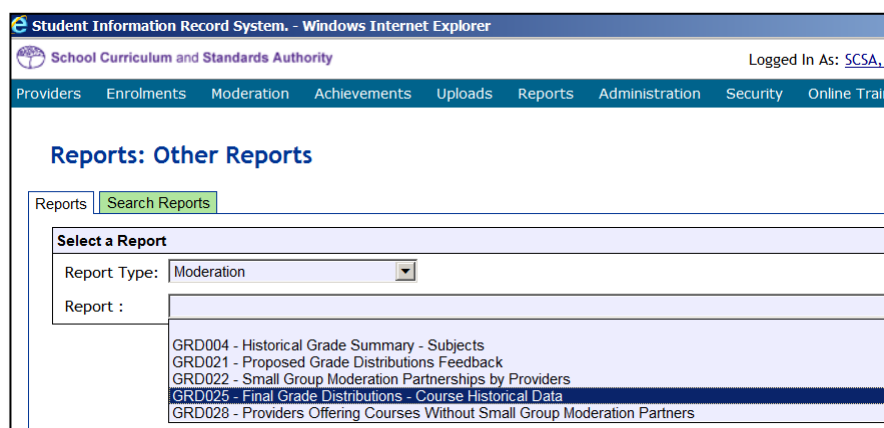 Student Information Record System. - Windows Internet Explorer
School Curriculum and Standards Authority
Logged In As: SCSA,
Providers Enrolments Moderation Achievements Uploads Reports Administration Security Online Trai
Reports: Other Reports
Reports Search Reports
Select a Report
Report Type: Moderation
Report :
GRD004 - Historical Grade Summary - Subjects
GRD021 - Proposed Grade Distributions Feedback
GRD022 - Small Group Moderation Partnerships by Providers
GRD025 - Final Grade Distributions - Course Historical Data
GRD028 - Providers Offering Courses Without Small Group Moderation Partners